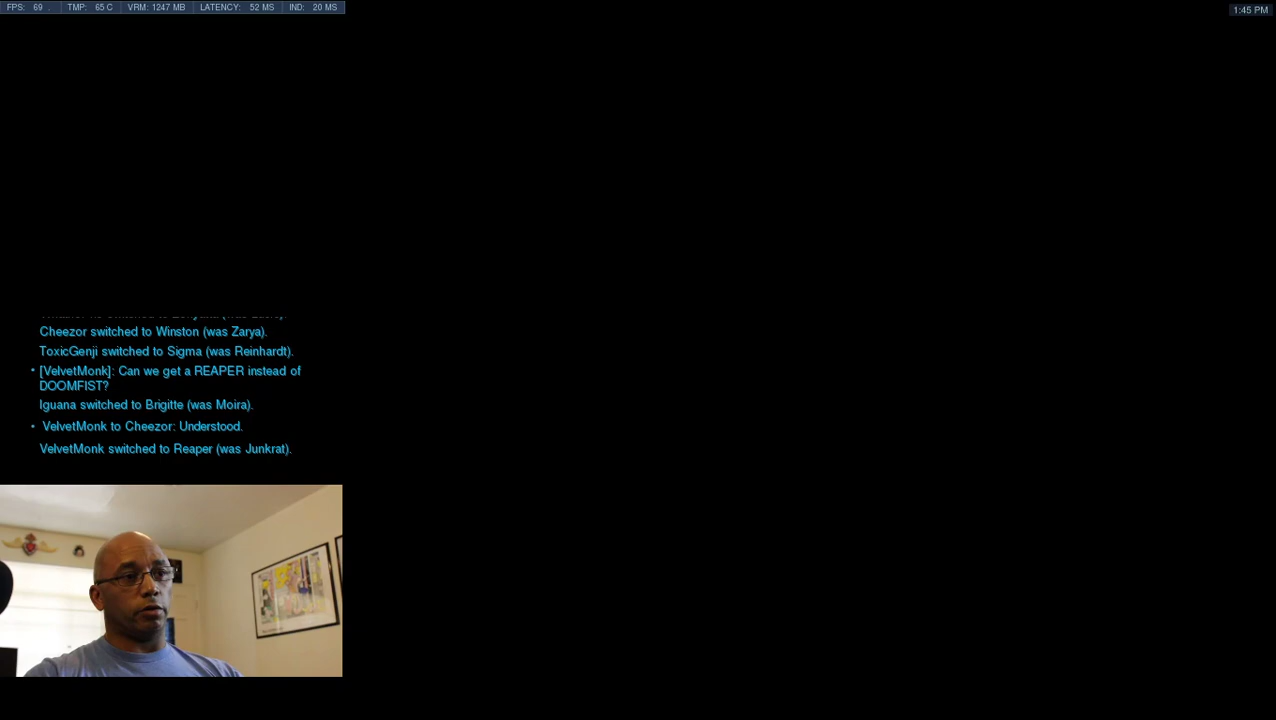 FPS: 69 . TMP: 65 C VRM: 1247 MB LATENCY: 52 MS IND: 20 MS
1:45 PM
Cheezor switched to Winston (was Zarya).
ToxicGenji switched to Sigma (was Reinhardt).
• [VelvetMonk]: Can we get a REAPER instead of
DOOMFIST?
Iguana switched to Brigitte (was Moira).
• VelvetMonk to Cheezor: Understood.
VelvetMonk switched to Reaper (was Junkrat).